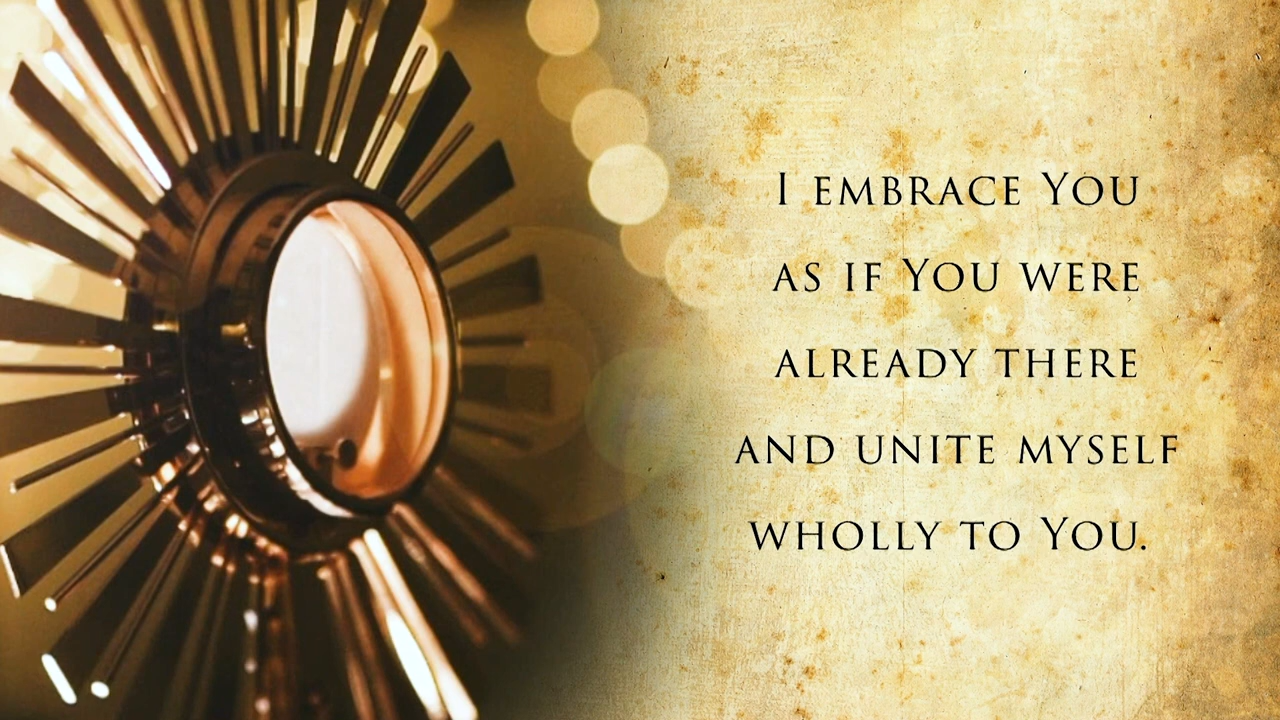 I EMBRACE YOU
AS IF YOU WERE
ALREADY THERE
AND UNITE MYSELF
WHOLLY TO YOU.